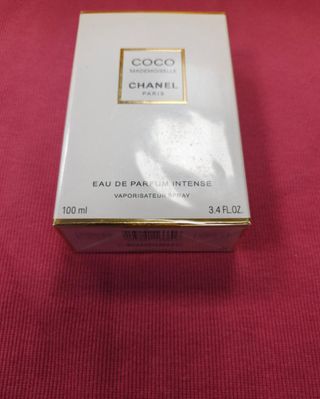 COCO
MADEMOISELLE
CHANEL
PARIS
EAU DE PARFUM INTENSE
VAPORISATEUR SPRAY
100 ml 3.4 FL.OZ.